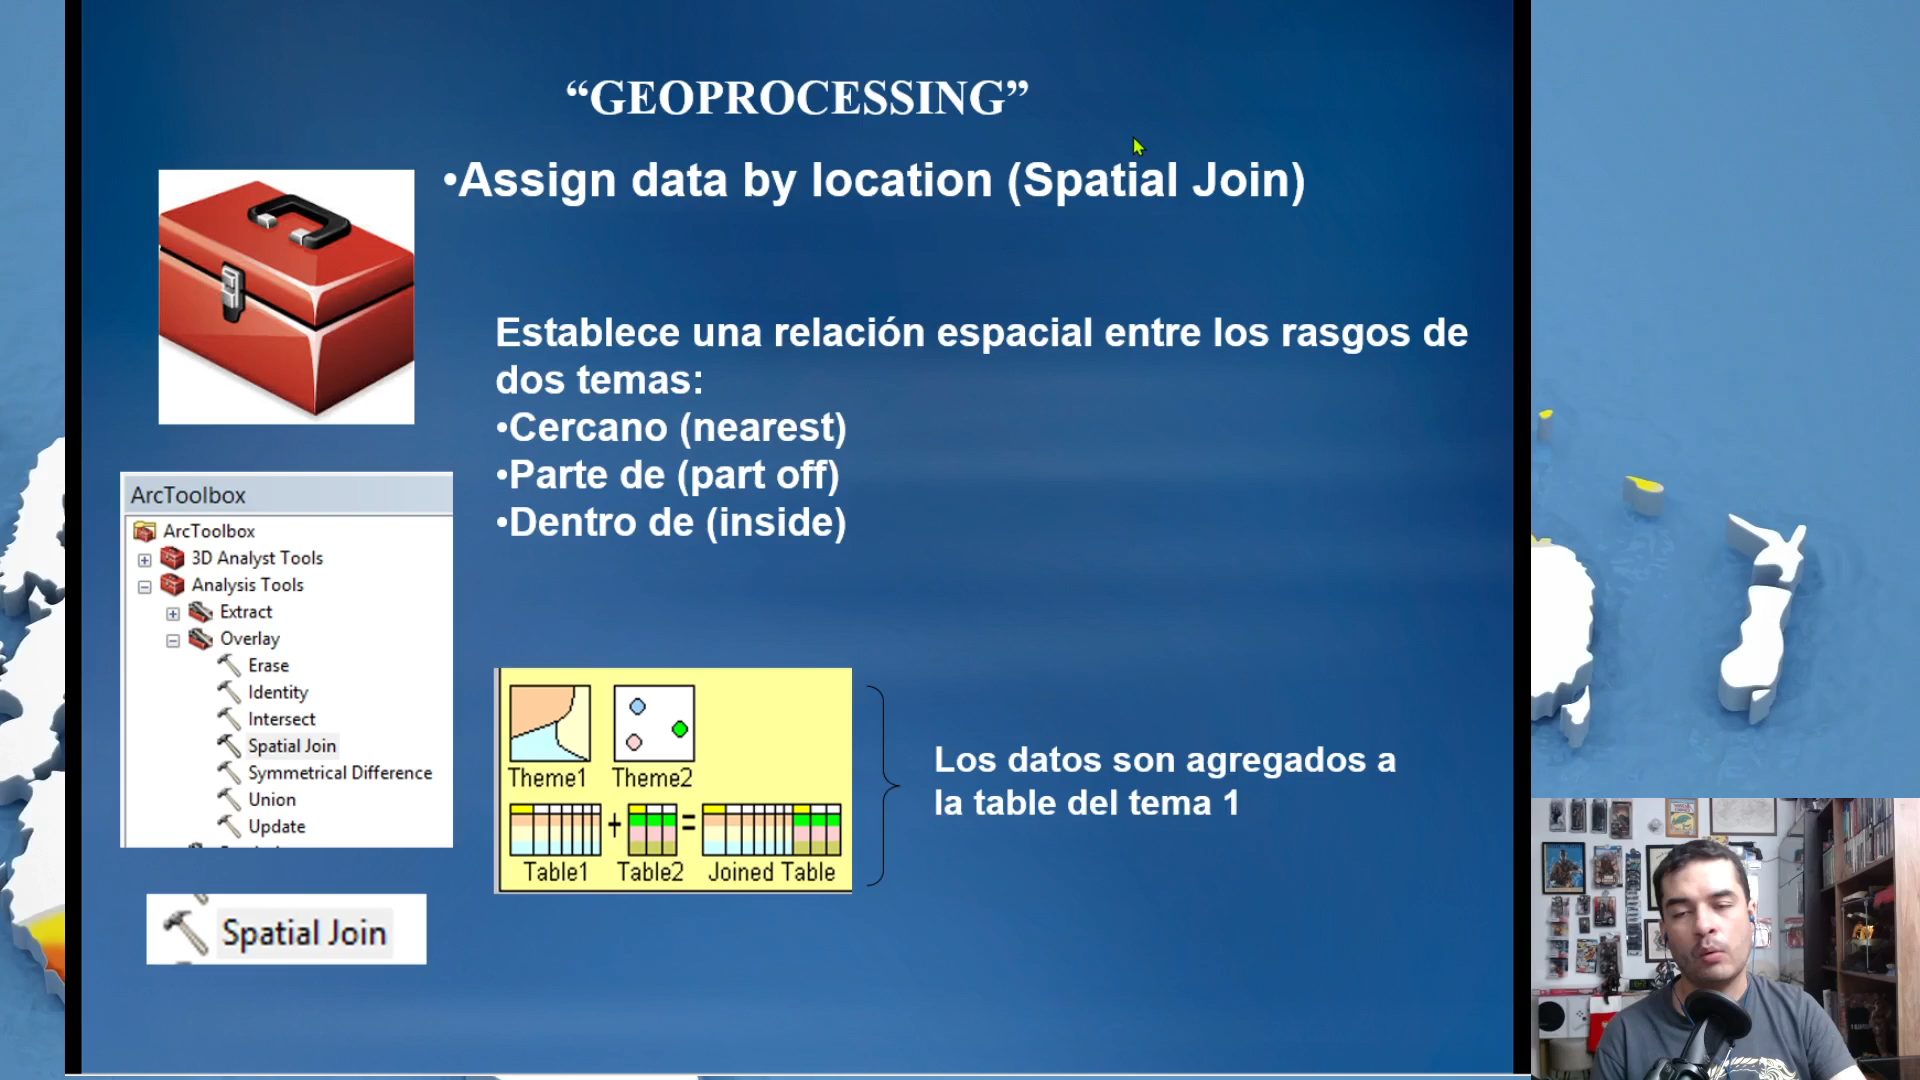 “GEOPROCESSING”
•Assign data by location (Spatial Join)
Establece una relación espacial entre los rasgos de
dos temas:
•Cercano (nearest)
•Parte de (part off)
•Dentro de (inside)
ArcToolbox
ArcToolbox
3D Analyst Tools
Analysis Tools
Extract
Overlay
Erase
Identity
Intersect
Spatial Join
Symmetrical Difference
Union
Update
Theme1 Theme2
+ =
Table1 Table2 Joined Table
Los datos son agregados a
la table del tema 1
Spatial Join